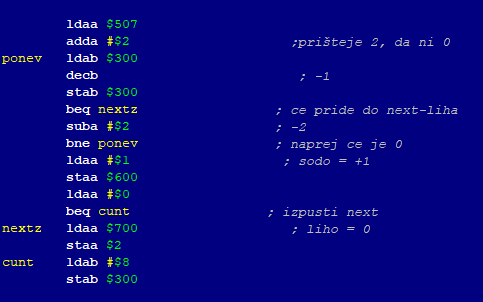 ldaa $507
adda #$2 ;prišteje 2, da ni 0
ponev ldab $300
decb ; -1
stab $300
beq nextz ; ce pride do next-liha
suba #$2 ; -2
bne ponev ; naprej ce je 0
ldaa #$1 ; sodo = +1
staa $600
ldaa #$0
beq cunt ; izpusti next
nextz ldaa $700 ; liho = 0
staa $2
cunt ldab #$8
stab $300